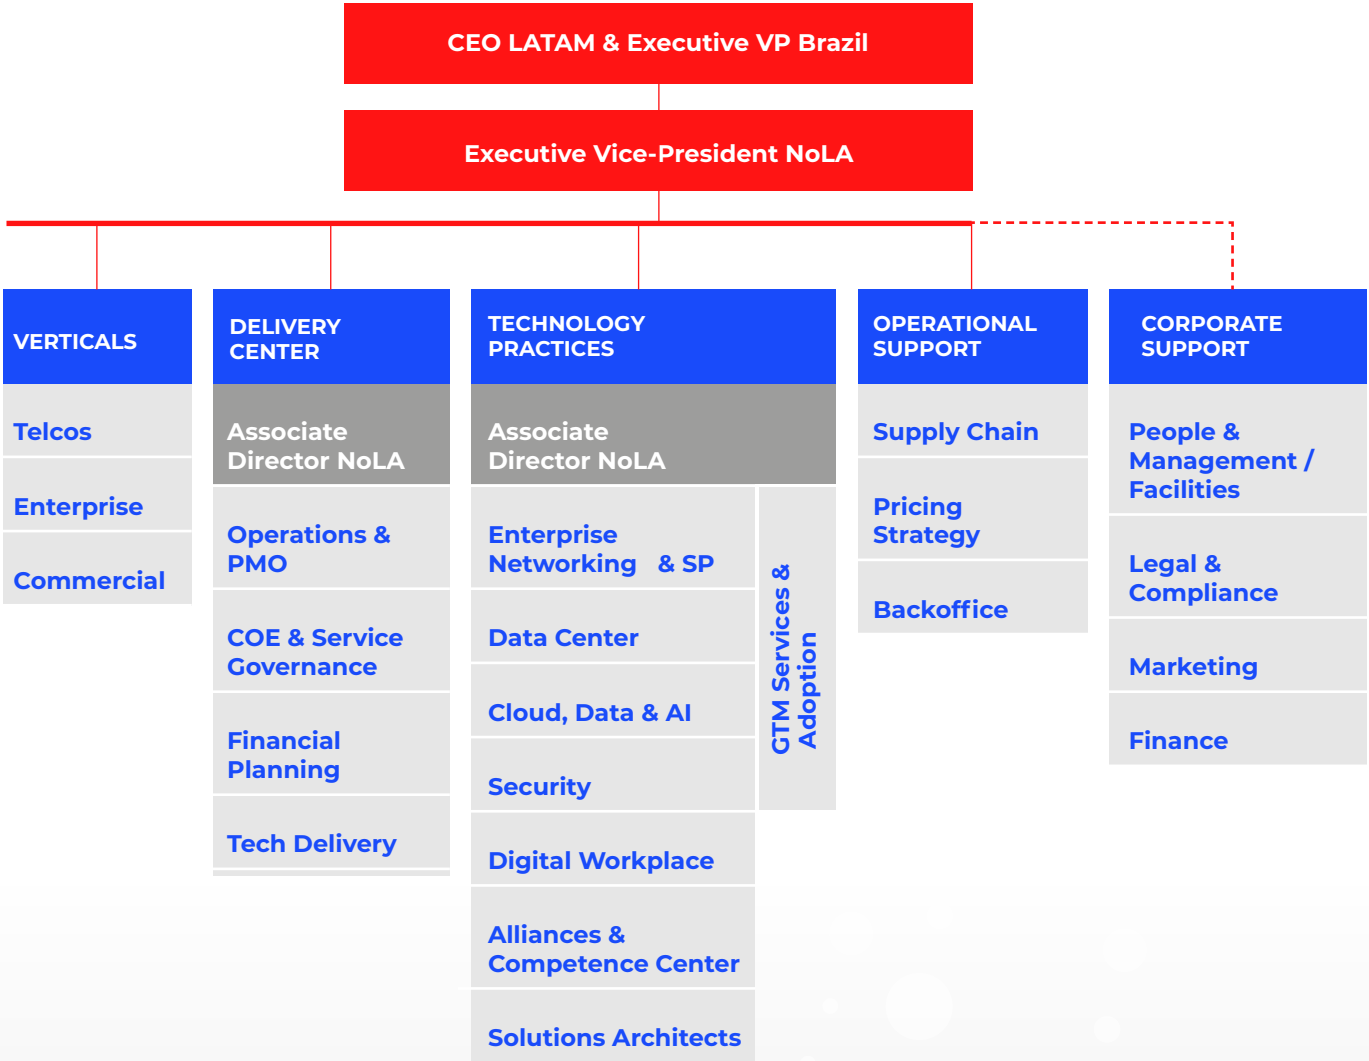 CEO LATAM & Executive VP Brazil
Executive Vice-President NoLA
VERTICALS
Telcos
Enterprise
Commercial
DELIVERY
CENTER
Associate
Director NoLA
Operations &
PMO
COE & Service
Governance
Financial
Planning
Tech Delivery
TECHNOLOGY
PRACTICES
Associate
Director NoLA
Enterprise
Networking & SP
Data Center
Cloud, Data & AI
Security
Digital Workplace
Alliances &
Competence Center
Solutions Architects
GTM Services &
Adoption
OPERATIONAL
SUPPORT
Supply Chain
Pricing
Strategy
Backoffice
CORPORATE
SUPPORT
People &
Management /
Facilities
Legal &
Compliance
Marketing
Finance